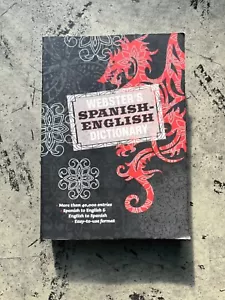 WEBSTER'S
SPANISH-
ENGLISH
DICTIONARY
More than 40,000 entries
Spanish to English &
English to Spanish
Easy-to-use format